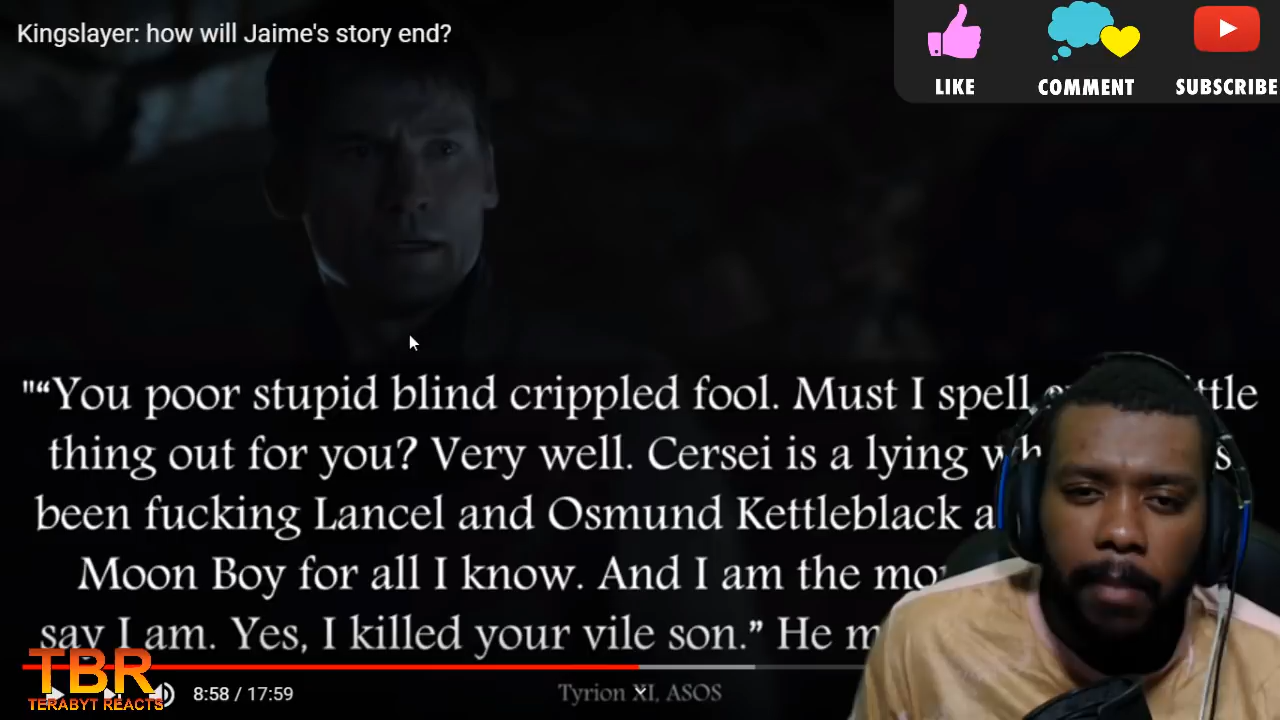 Kingslayer: how will Jaime's story end?
LIKE
COMMENT
SUBSCRIBE
"“You poor stupid blind crippled fool. Must I spell
thing out for you? Very well. Cersei is a lying
been fucking Lancel and Osmund Kettleblack
Moon Boy for all I know. And I am the
say I am. Yes, I killed your vile son.” He
TBR
TERABYT REACTS
8:58 / 17:59
Tyrion XI, ASOS